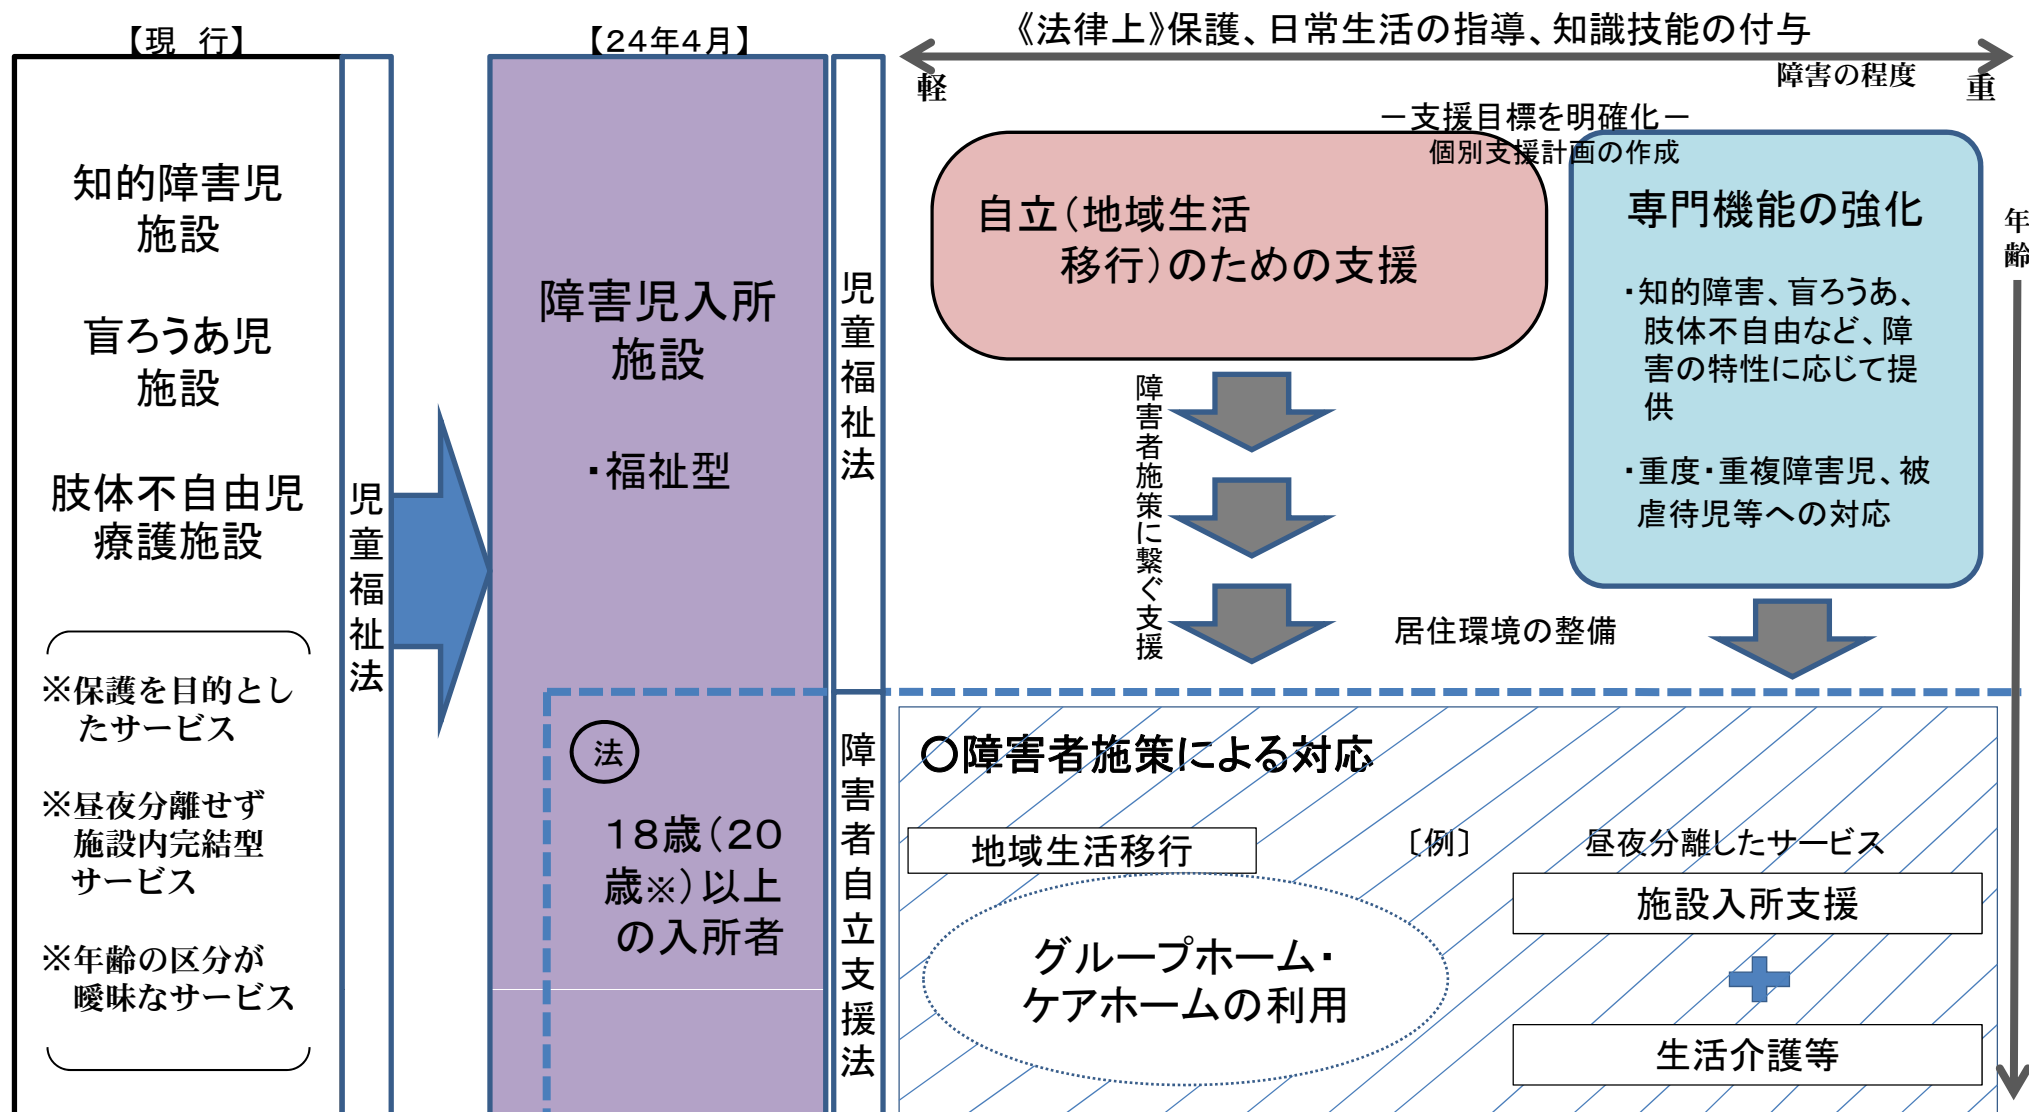 【現　行】
知的障害児
施設
盲ろうあ児
施設
肢体不自由児
療護施設
※保護を目的とし
たサービス
※昼夜分離せず
施設内完結型
サービス
※年齢の区分が
曖昧なサービス
児童福祉法
【24年4月】
障害児入所
施設
・福祉型
法
18歳（20
歳※）以上
の入所者
児童福祉法
障害者自立支援法
《法律上》保護、日常生活の指導、知識技能の付与
軽
障害の程度
重
－支援目標を明確化－
個別支援計画の作成
自立（地域生活
移行）のための支援
専門機能の強化
・知的障害、盲ろうあ、
肢体不自由など、障
害の特性に応じて提
供
・重度・重複障害児、被
虐待児等への対応
年齢
障害者施策に繋ぐ支援
居住環境の整備
〇障害者施策による対応
地域生活移行
〔例〕
昼夜分離したサービス
グループホーム・
ケアホームの利用
施設入所支援
生活介護等